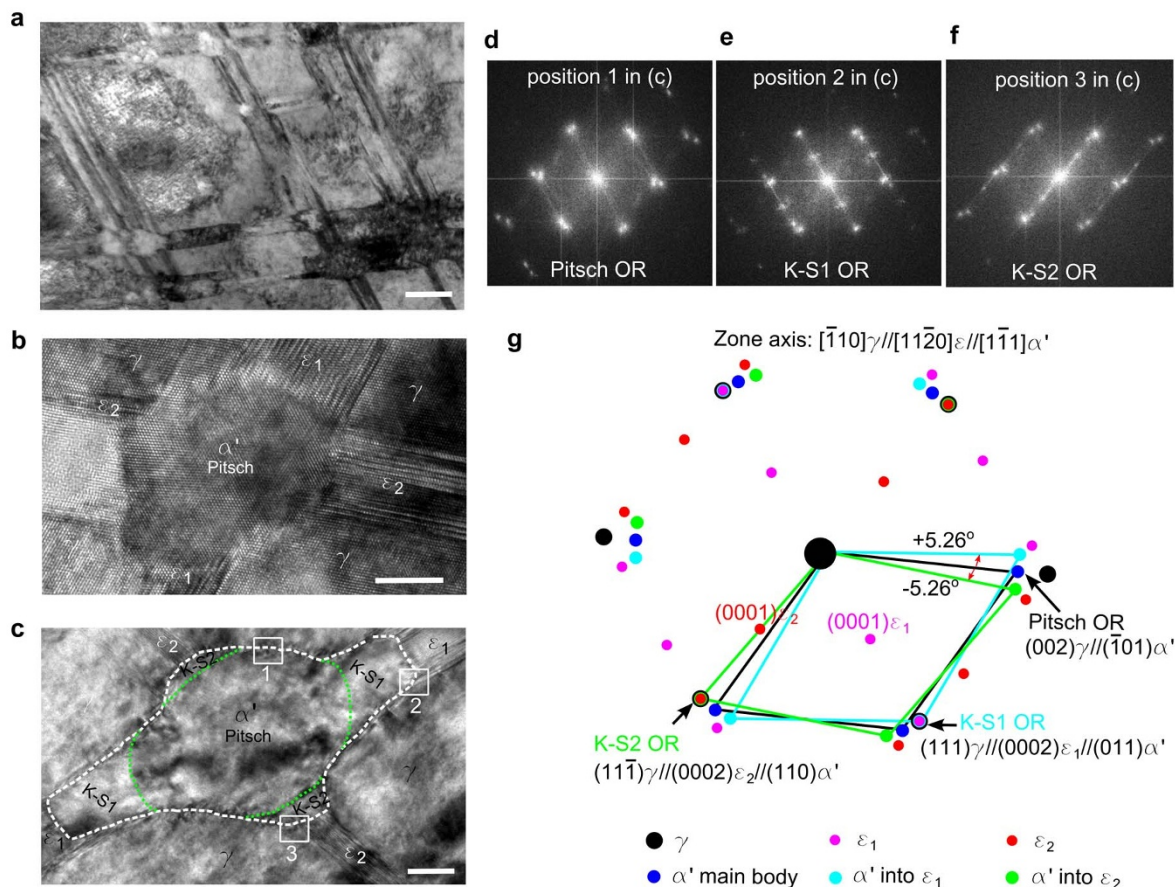 a
d
e
f
position 1 in (c)
position 2 in (c)
position 3 in (c)
Pitsch OR
K-S1 OR
K-S2 OR
b
γ
ε1
γ
ε2
α'
Pitsch
ε2
ε1
γ
c
ε2
K-S2
1
K-S1
ε1
2
α'
Pitsch
γ
K-S1
K-S2
ε1
γ
3
ε2
g
Zone axis: [1̄10]γ//[112̄0]ε//[11̄1]α'
+5.26°
-5.26°
(0001)ε2
(0001)ε1
Pitsch OR
(002)γ//(1̄01)α'
K-S2 OR
(111̄)γ//(0002)ε2//(110)α'
K-S1 OR
(111)γ//(0002)ε1//(011)α'
γ
ε1
ε2
α' main body
α' into ε1
α' into ε2